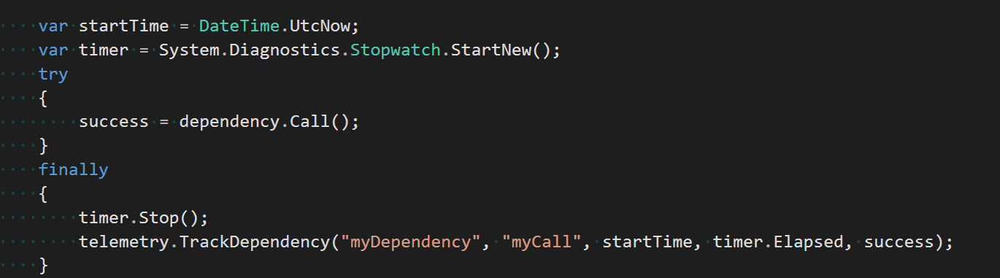 var startTime = DateTime.UtcNow;
var timer = System.Diagnostics.Stopwatch.StartNew();
try
{
success = dependency.Call();
}
finally
{
timer.Stop();
telemetry.TrackDependency("myDependency", "myCall", startTime, timer.Elapsed, success);
}